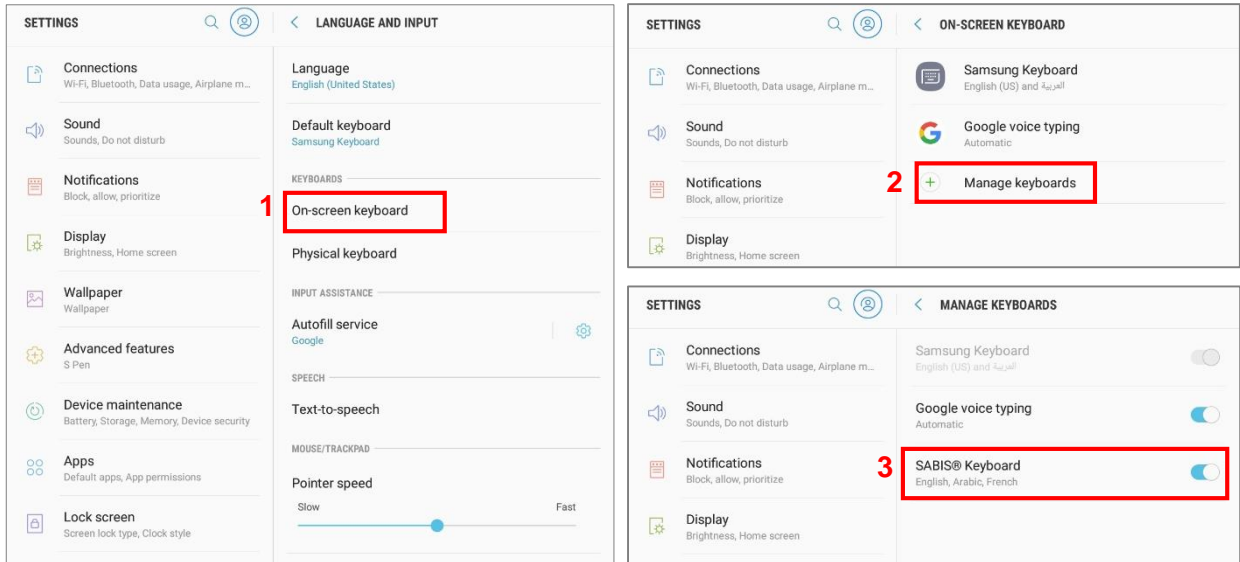 SETTINGS
Connections
Wi-Fi, Bluetooth, Data usage, Airplane m...
Sound
Sounds, Do not disturb
Notifications
Block, allow, prioritize
Display
Brightness, Home screen
Wallpaper
Wallpaper
Advanced features
S Pen
Device maintenance
Battery, Storage, Memory, Device security
Apps
Default apps, App permissions
Lock screen
Screen lock type, Clock style
LANGUAGE AND INPUT
Language
English (United States)
Default keyboard
Samsung Keyboard
KEYBOARDS
1
On-screen keyboard
Physical keyboard
INPUT ASSISTANCE
Autofill service
Google
SPEECH
Text-to-speech
MOUSE/TRACKPAD
Pointer speed
Slow Fast
SETTINGS
Connections
Wi-Fi, Bluetooth, Data usage, Airplane m...
Sound
Sounds, Do not disturb
Notifications
Block, allow, prioritize
Display
Brightness, Home screen
ON-SCREEN KEYBOARD
Samsung Keyboard
English (US) and العربية
Google voice typing
Automatic
2
Manage keyboards
SETTINGS
Connections
Wi-Fi, Bluetooth, Data usage, Airplane m...
Sound
Sounds, Do not disturb
Notifications
Block, allow, prioritize
Display
Brightness, Home screen
MANAGE KEYBOARDS
Samsung Keyboard
English (US) and العربية
Google voice typing
Automatic
3
SABIS® Keyboard
English, Arabic, French